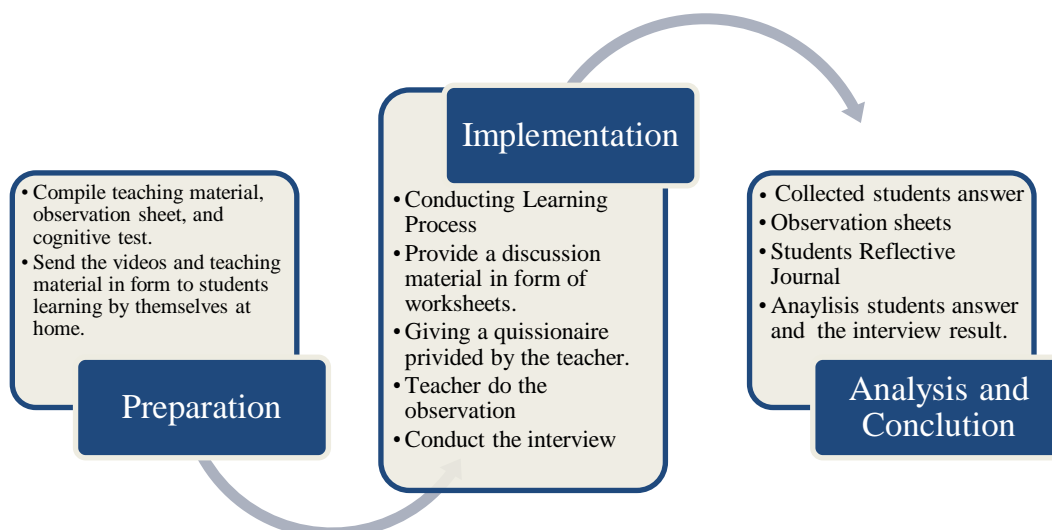 • Compile teaching material,
observation sheet, and
cognitive test.
• Send the videos and teaching
material in form to students
learning by themselves at
home.
Preparation
Implementation
• Conducting Learning
Process
• Provide a discussion
material in form of
worksheets.
• Giving a quissionaire
privided by the teacher.
• Teacher do the
observation
• Conduct the interview
• Collected students answer
• Observation sheets
• Students Reflective
Journal
• Anaylisis students answer
and the interview result.
Analysis and
Conclution